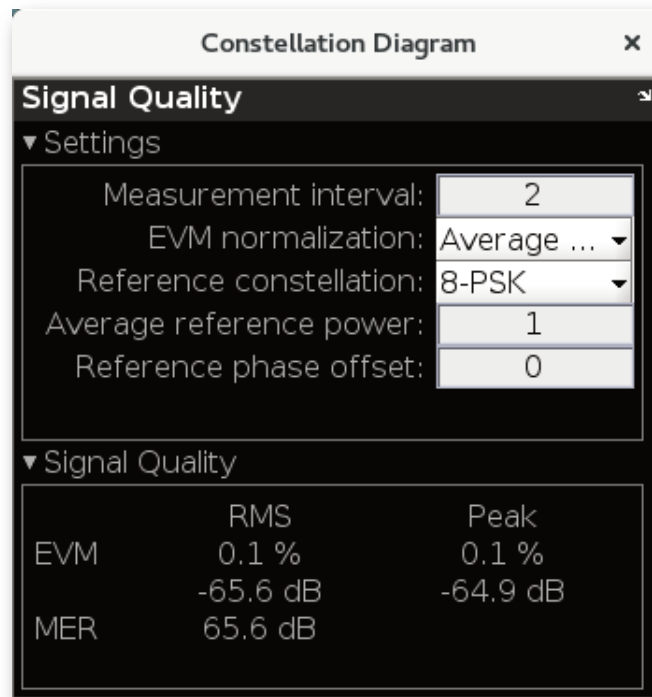 Constellation Diagram ×
Signal Quality
▾ Settings
Measurement interval: 2
EVM normalization: Average ...
Reference constellation: 8-PSK
Average reference power: 1
Reference phase offset: 0
▾ Signal Quality
RMS Peak
EVM 0.1 % 0.1 %
-65.6 dB -64.9 dB
MER 65.6 dB